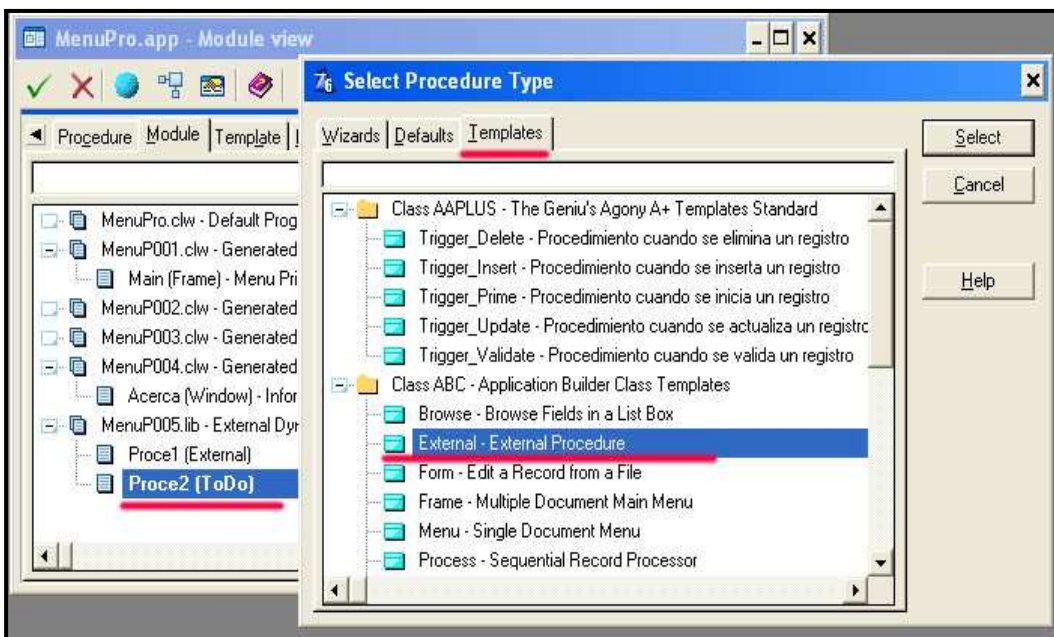 MenuPro.app - Module view
Procedure Module Template
MenuPro.clw - Default Prog
MenuP001.clw - Generated
Main (Frame) - Menu Pri
MenuP002.clw - Generated
MenuP003.clw - Generated
MenuP004.clw - Generated
Acerca (Window) - Infor
MenuP005.lib - External Dyr
Proce1 (External)
Proce2 (ToDo)
Select Procedure Type
Wizards Defaults Templates
Class AAPLUS - The Geniu's Agony A+ Templates Standard
Trigger_Delete - Procedimiento cuando se elimina un registro
Trigger_Insert - Procedimiento cuando se inserta un registro
Trigger_Prime - Procedimiento cuando se inicia un registro
Trigger_Update - Procedimiento cuando se actualiza un registrc
Trigger_Validate - Procedimiento cuando se valida un registro
Class ABC - Application Builder Class Templates
Browse - Browse Fields in a List Box
External - External Procedure
Form - Edit a Record from a File
Frame - Multiple Document Main Menu
Menu - Single Document Menu
Process - Sequential Record Processor
Select
Cancel
Help